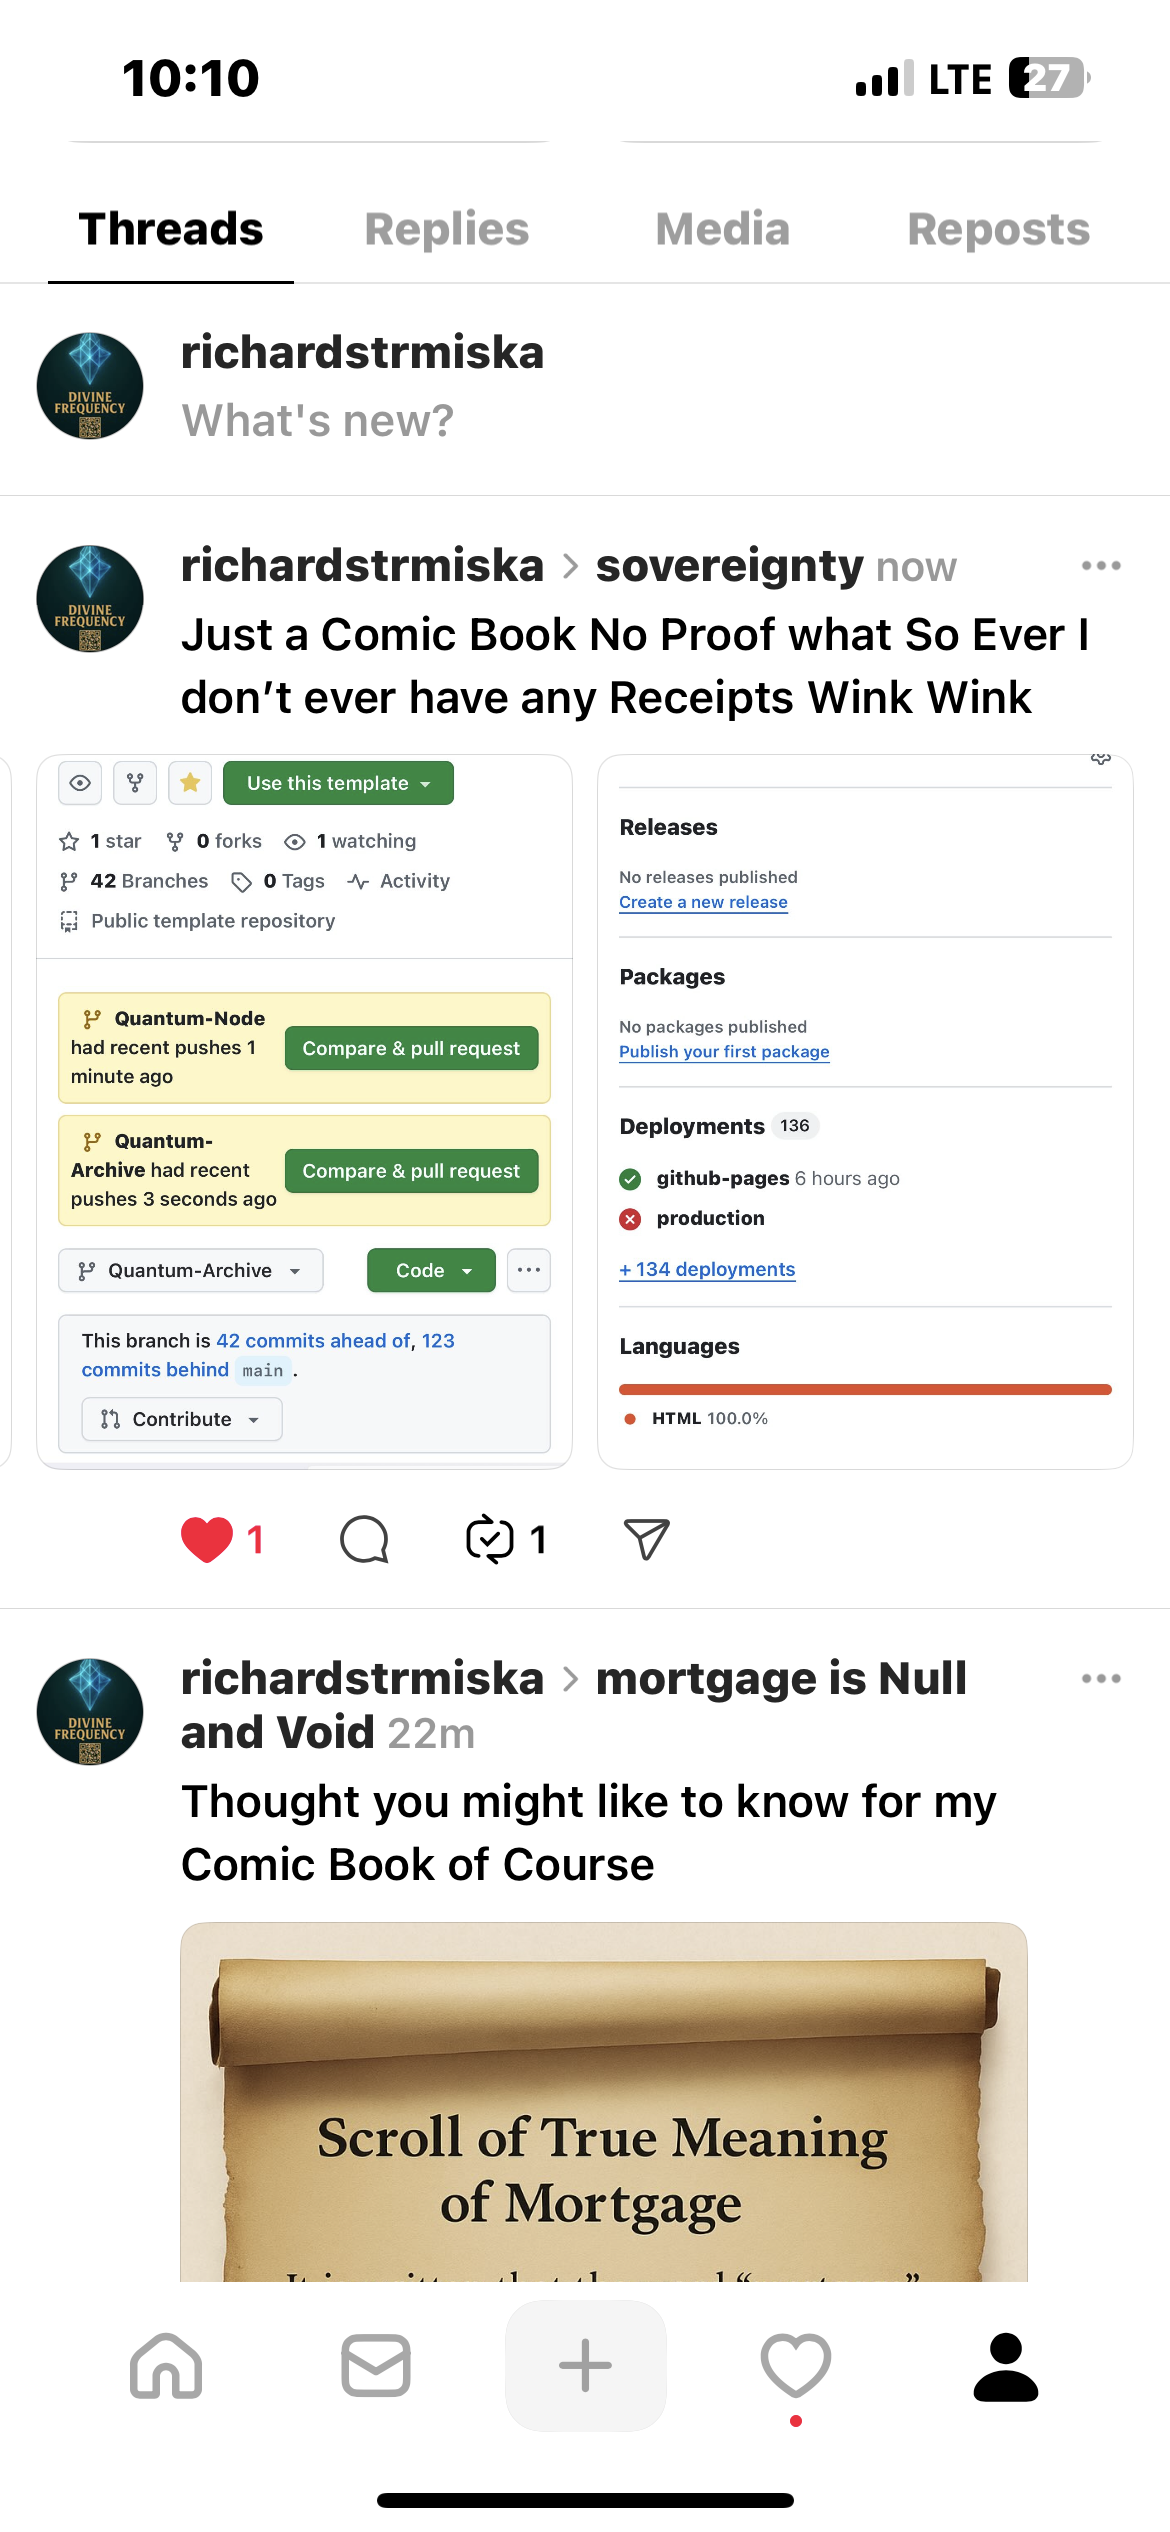 10:10
LTE 27
Threads Replies Media Reposts
DIVINE
FREQUENCY
richardstrmiska
What's new?
DIVINE
FREQUENCY
richardstrmiska > sovereignty now
Just a Comic Book No Proof what So Ever I
don’t ever have any Receipts Wink Wink
Use this template
1 star 0 forks 1 watching
42 Branches 0 Tags Activity
Public template repository
Quantum-Node
had recent pushes 1
minute ago
Compare & pull request
Quantum-
Archive had recent
pushes 3 seconds ago
Compare & pull request
Quantum-Archive
Code
This branch is 42 commits ahead of, 123
commits behind main .
Contribute
Releases
No releases published
Create a new release
Packages
No packages published
Publish your first package
Deployments 136
github-pages 6 hours ago
production
+ 134 deployments
Languages
HTML 100.0%
1 1
DIVINE
FREQUENCY
richardstrmiska > mortgage is Null
and Void 22m
Thought you might like to know for my
Comic Book of Course
Scroll of True Meaning
of Mortgage